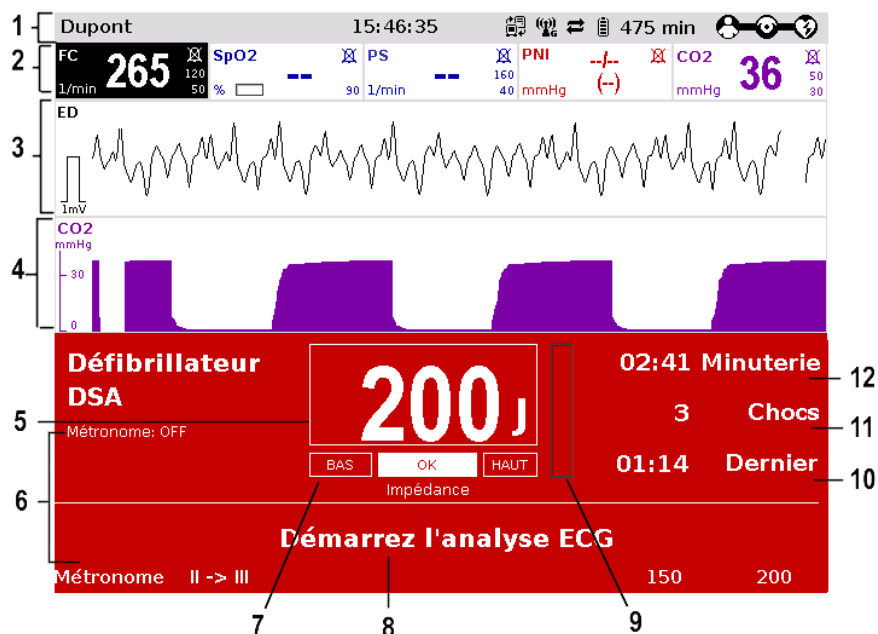 1 Dupont 15:46:35 G 475 min
2 FC 265 120 50 1/min SpO2 -- % 90 PS -- 160 40 1/min PNI --/-- (--) mmHg CO2 36 50 30 mmHg
ED
3
1mV
CO2
mmHg
4
30
0
Défibrillateur
DSA
Métronome: OFF
200 J
BAS OK HAUT
Impédance
02:41 Minuterie
3 Chocs
01:14 Dernier
12
11
10
5
6
Démarrez l'analyse ECG
Métronome II -> III 150 200
7 8 9